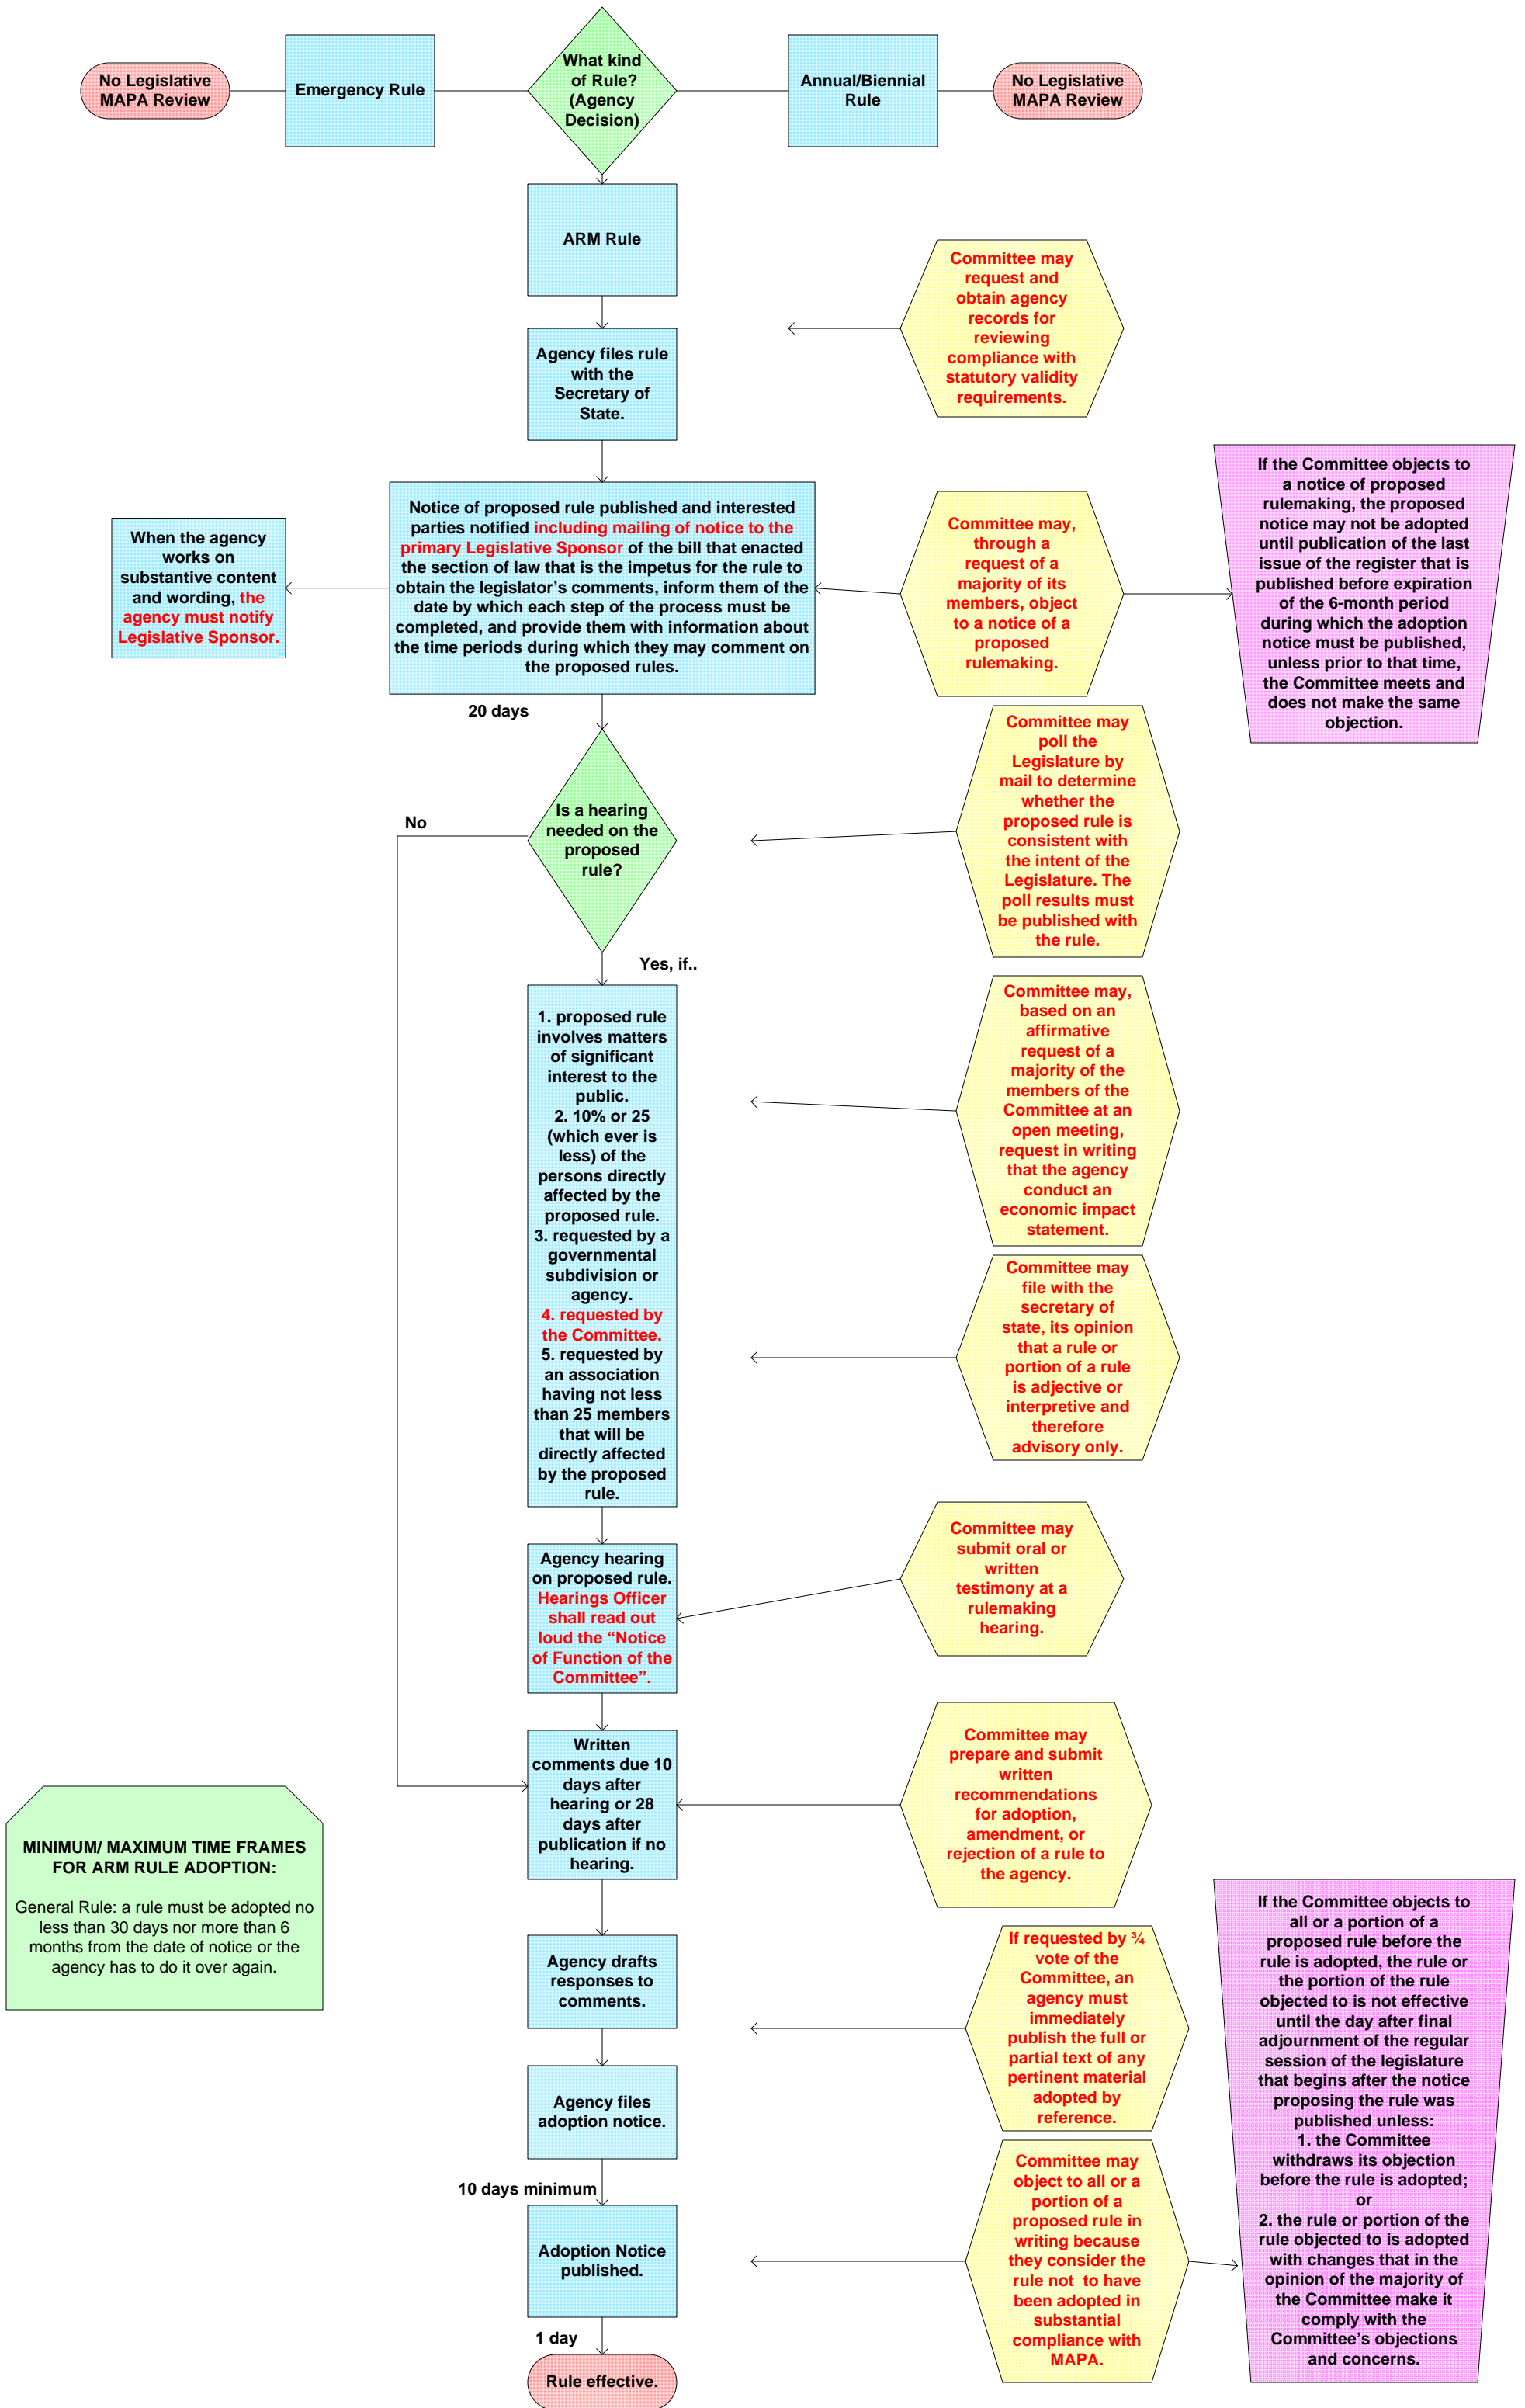 No Legislative
MAPA Review
Emergency Rule
What kind
of Rule?
(Agency
Decision)
Annual/Biennial
Rule
No Legislative
MAPA Review
ARM Rule
Committee may
request and
obtain agency
records for
reviewing
compliance with
statutory validity
requirements.
Agency files rule
with the
Secretary of
State.
When the agency
works on
substantive content
and wording, the
agency must notify
Legislative Sponsor.
Notice of proposed rule published and interested
parties notified including mailing of notice to the
primary Legislative Sponsor of the bill that enacted
the section of law that is the impetus for the rule to
obtain the legislator’s comments, inform them of the
date by which each step of the process must be
completed, and provide them with information about
the time periods during which they may comment on
the proposed rules.
Committee may,
through a
request of a
majority of its
members, object
to a notice of a
proposed
rulemaking.
If the Committee objects to
a notice of proposed
rulemaking, the proposed
notice may not be adopted
until publication of the last
issue of the register that is
published before expiration
of the 6-month period
during which the adoption
notice must be published,
unless prior to that time,
the Committee meets and
does not make the same
objection.
20 days
Is a hearing
needed on the
proposed
rule?
No
Committee may
poll the
Legislature by
mail to determine
whether the
proposed rule is
consistent with
the intent of the
Legislature. The
poll results must
be published with
the rule.
Yes, if..
1. proposed rule
involves matters
of significant
interest to the
public.
2. 10% or 25
(which ever is
less) of the
persons directly
affected by the
proposed rule.
3. requested by a
governmental
subdivision or
agency.
4. requested by
the Committee.
5. requested by
an association
having not less
than 25 members
that will be
directly affected
by the proposed
rule.
Committee may,
based on an
affirmative
request of a
majority of the
members of the
Committee at an
open meeting,
request in writing
that the agency
conduct an
economic impact
statement.
Committee may
file with the
secretary of
state, its opinion
that a rule or
portion of a rule
is adjective or
interpretive and
therefore
advisory only.
Agency hearing
on proposed rule.
Hearings Officer
shall read out
loud the “Notice
of Function of the
Committee”.
Committee may
submit oral or
written
testimony at a
rulemaking
hearing.
Written
comments due 10
days after
hearing or 28
days after
publication if no
hearing.
Committee may
prepare and submit
written
recommendations
for adoption,
amendment, or
rejection of a rule to
the agency.
MINIMUM/ MAXIMUM TIME FRAMES
FOR ARM RULE ADOPTION:
General Rule: a rule must be adopted no
less than 30 days nor more than 6
months from the date of notice or the
agency has to do it over again.
Agency drafts
responses to
comments.
If requested by ¾
vote of the
Committee, an
agency must
immediately
publish the full or
partial text of any
pertinent material
adopted by
reference.
Agency files
adoption notice.
10 days minimum
Adoption Notice
published.
Committee may
object to all or a
portion of a
proposed rule in
writing because
they consider the
rule not to have
been adopted in
substantial
compliance with
MAPA.
If the Committee objects to
all or a portion of a
proposed rule before the
rule is adopted, the rule or
the portion of the rule
objected to is not effective
until the day after final
adjournment of the regular
session of the legislature
that begins after the notice
proposing the rule was
published unless:
1. the Committee
withdraws its objection
before the rule is adopted;
or
2. the rule or portion of the
rule objected to is adopted
with changes that in the
opinion of the majority of
the Committee make it
comply with the
Committee’s objections
and concerns.
1 day
Rule effective.